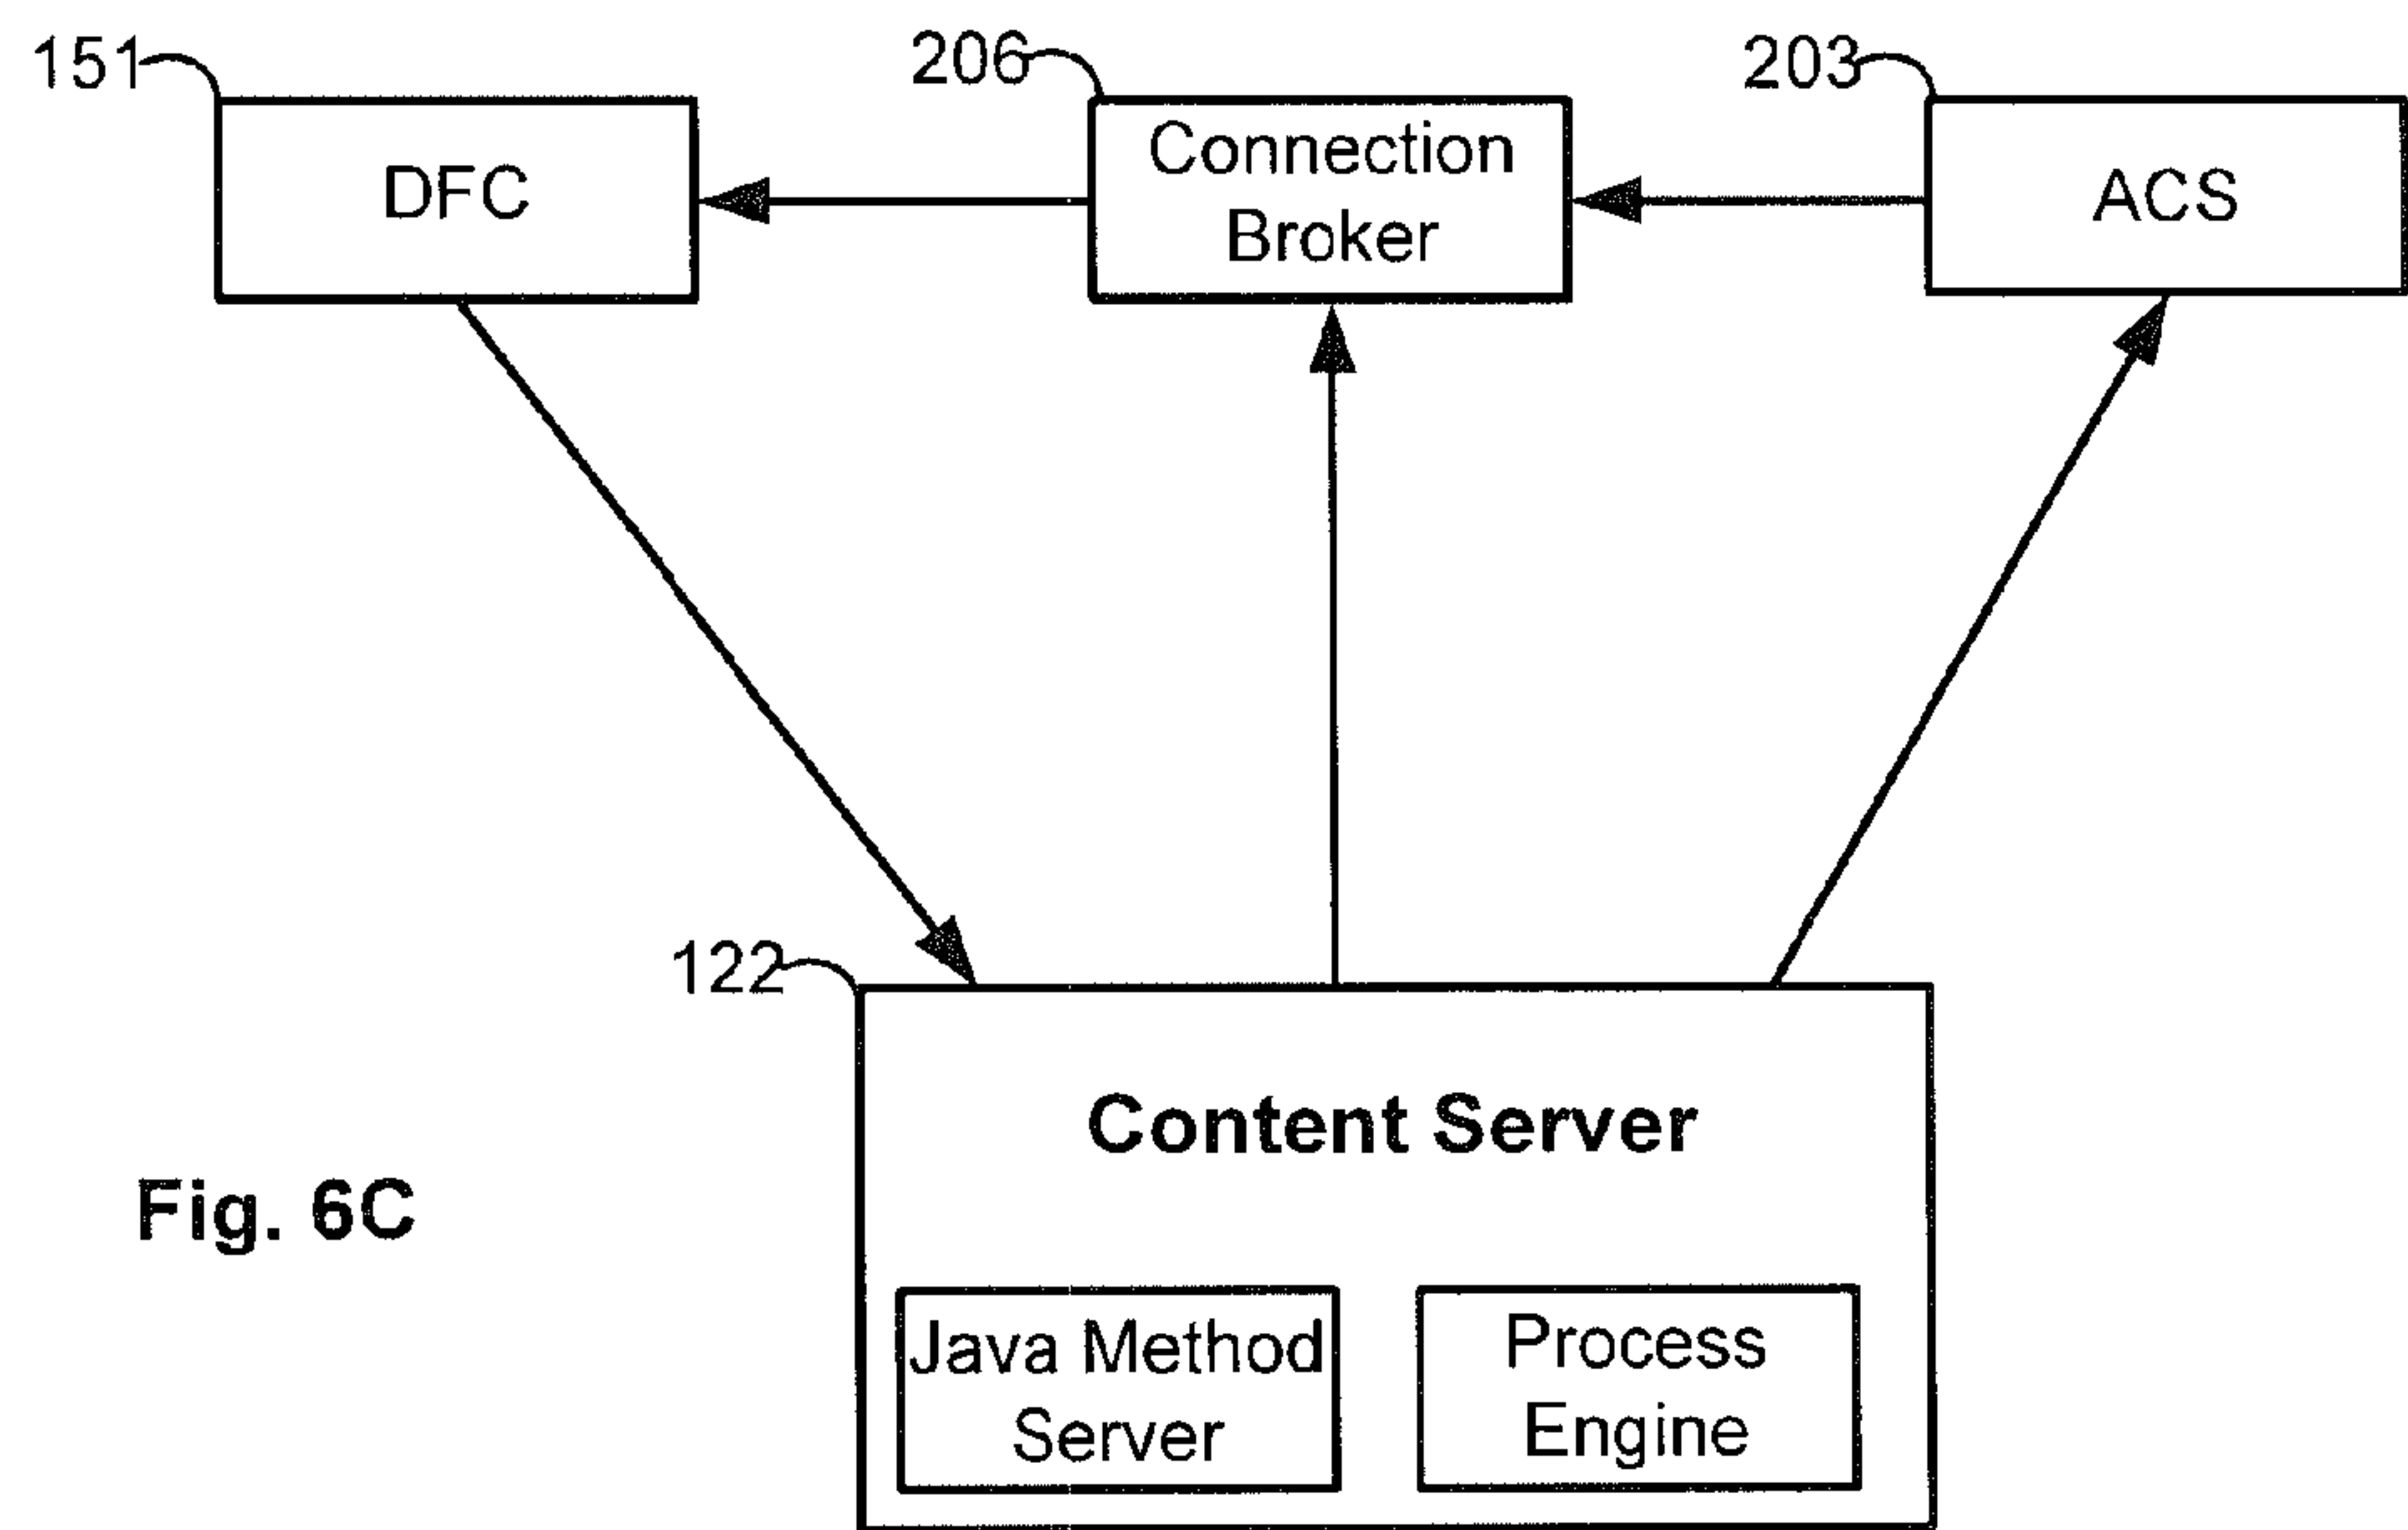 151
206
203
DFC
Connection
Broker
ACS
122
Content Server
Fig. 6C
Java Method
Server
Process
Engine